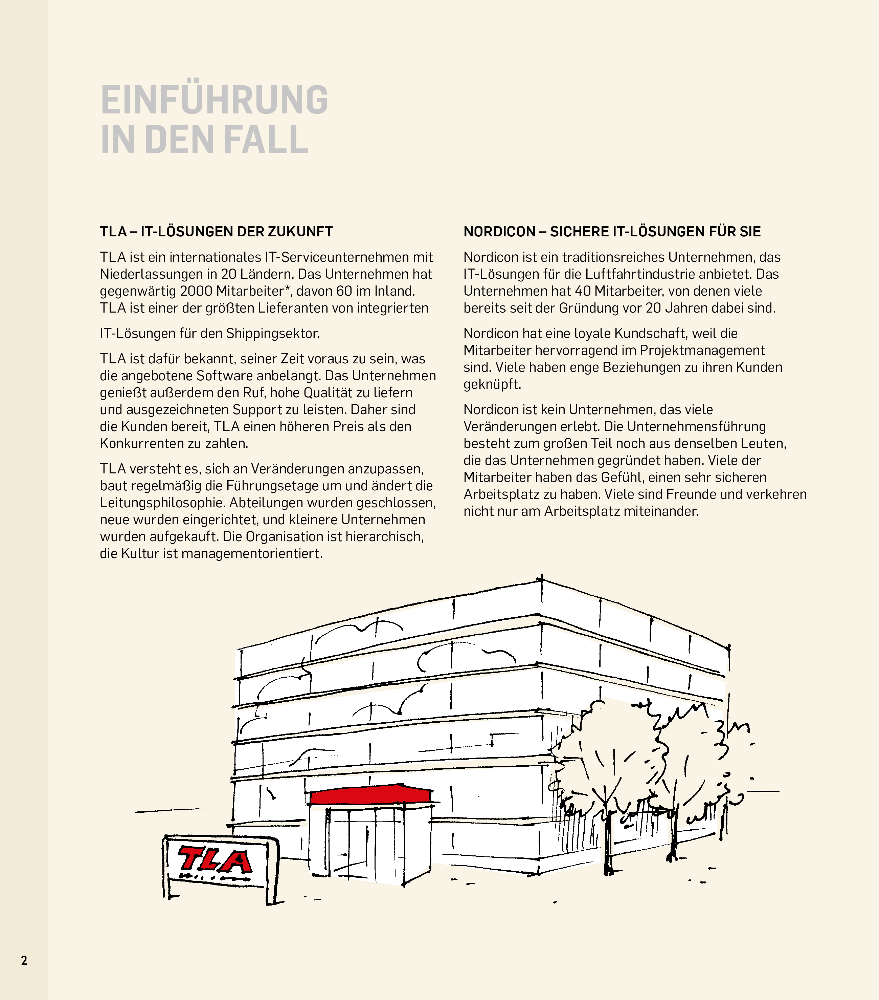 EINFÜHRUNG
IN DEN FALL
TLA – IT-LÖSUNGEN DER ZUKUNFT
TLA ist ein internationales IT-Serviceunternehmen mit
Niederlassungen in 20 Ländern. Das Unternehmen hat
gegenwärtig 2000 Mitarbeiter*, davon 60 im Inland.
TLA ist einer der größten Lieferanten von integrierten
IT-Lösungen für den Shippingsektor.
TLA ist dafür bekannt, seiner Zeit voraus zu sein, was
die angebotene Software anbelangt. Das Unternehmen
genießt außerdem den Ruf, hohe Qualität zu liefern
und ausgezeichneten Support zu leisten. Daher sind
die Kunden bereit, TLA einen höheren Preis als den
Konkurrenten zu zahlen.
TLA versteht es, sich an Veränderungen anzupassen,
baut regelmäßig die Führungsetage um und ändert die
Leitungsphilosophie. Abteilungen wurden geschlossen,
neue wurden eingerichtet, und kleinere Unternehmen
wurden aufgekauft. Die Organisation ist hierarchisch,
die Kultur ist managementorientiert.
NORDICON – SICHERE IT-LÖSUNGEN FÜR SIE
Nordicon ist ein traditionsreiches Unternehmen, das
IT-Lösungen für die Luftfahrtindustrie anbietet. Das
Unternehmen hat 40 Mitarbeiter, von denen viele
bereits seit der Gründung vor 20 Jahren dabei sind.
Nordicon hat eine loyale Kundschaft, weil die
Mitarbeiter hervorragend im Projektmanagement
sind. Viele haben enge Beziehungen zu ihren Kunden
geknüpft.
Nordicon ist kein Unternehmen, das viele
Veränderungen erlebt. Die Unternehmensführung
besteht zum großen Teil noch aus denselben Leuten,
die das Unternehmen gegründet haben. Viele der
Mitarbeiter haben das Gefühl, einen sehr sicheren
Arbeitsplatz zu haben. Viele sind Freunde und verkehren
nicht nur am Arbeitsplatz miteinander.
TLA
2